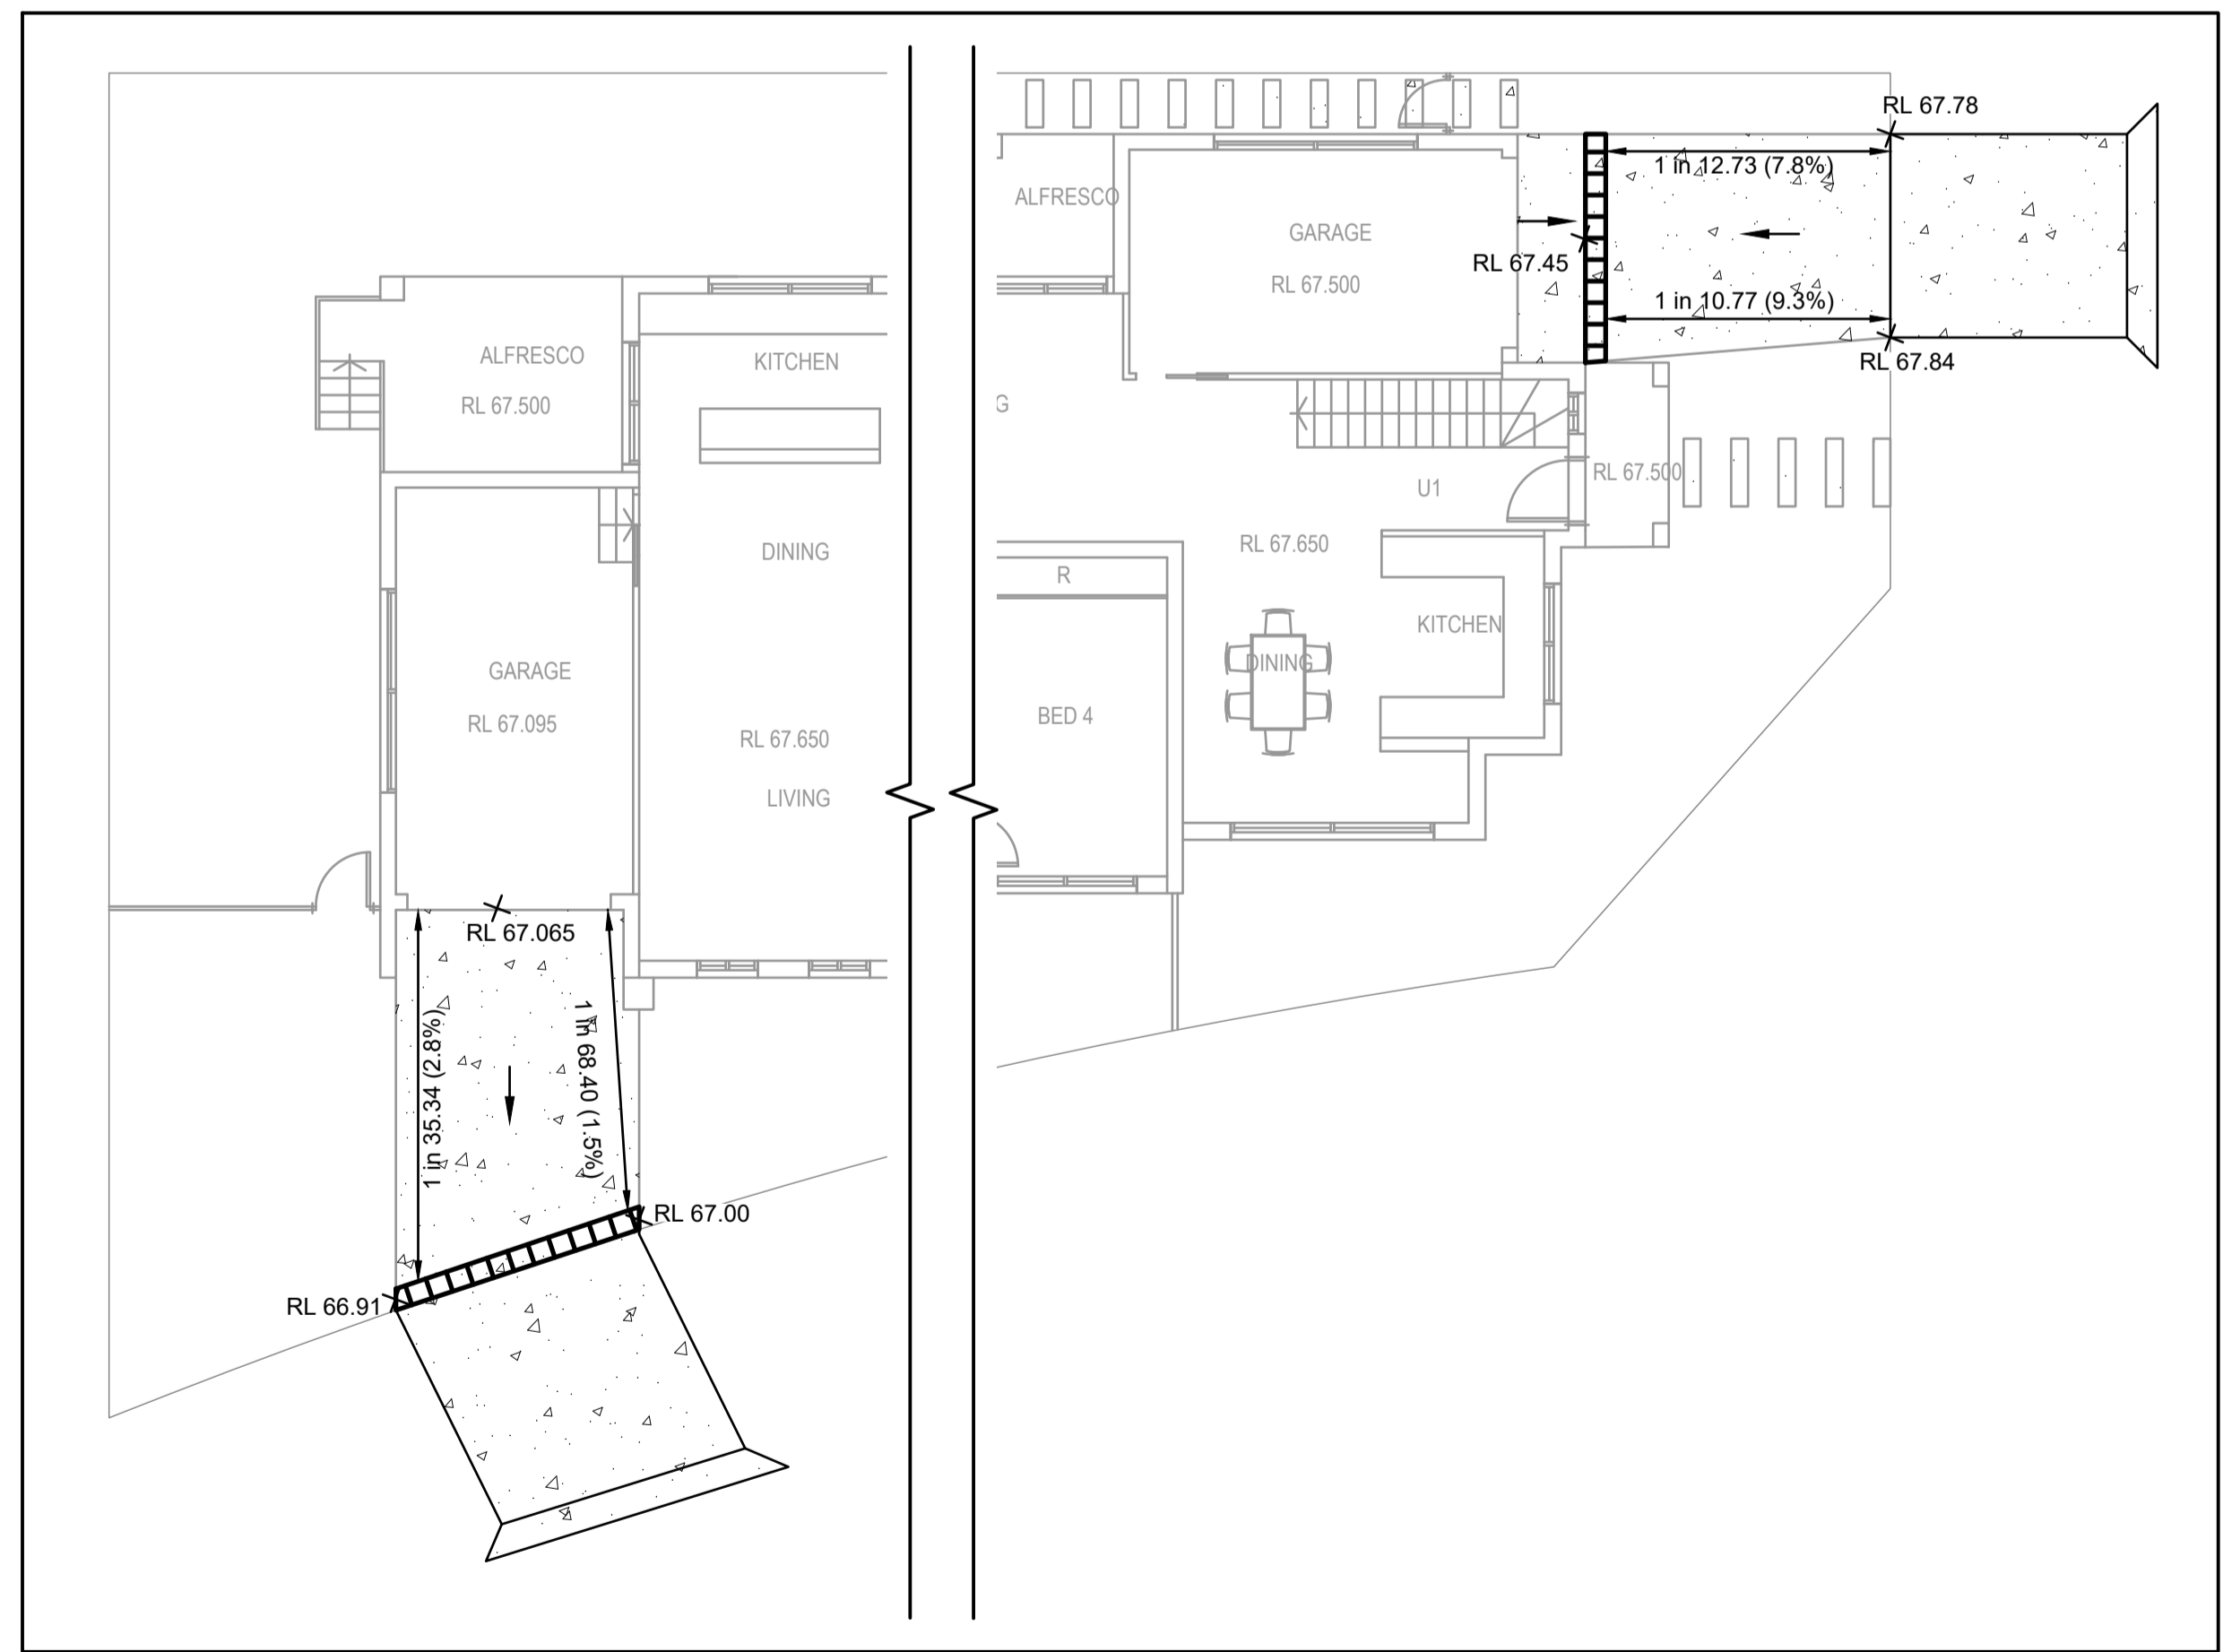 ALFRESCO
RL 67.500
KITCHEN
DINING
GARAGE
RL 67.095
RL 67.650
LIVING
RL 67.065
1 in 35.34 (2.8%)
1 in 68.40 (1.5%)
RL 67.00
RL 66.91
ALFRESCO
GARAGE
RL 67.500
RL 67.45
RL 67.78
1 in 12.73 (7.8%)
1 in 10.77 (9.3%)
RL 67.84
G
U1
RL 67.500
RL 67.650
R
KITCHEN
DINING
BED 4